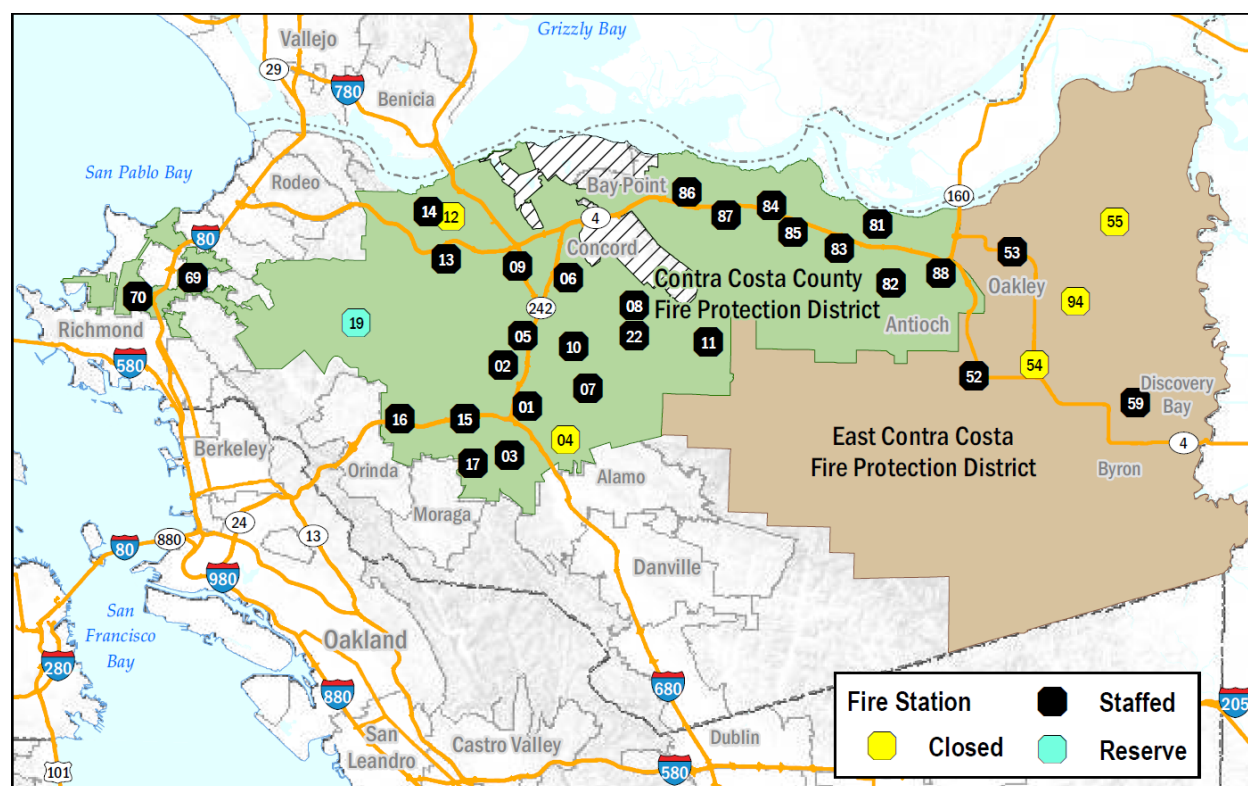 Grizzly Bay
Vallejo
29
780
Benicia
San Pablo Bay
Rodeo
80
14
12
13
09
4
Bay Point
86
87
84
85
83
81
160
55
Concord
06
Contra Costa County
Fire Protection District
82
88
53
Oakley
94
Antioch
69
70
Richmond
580
19
242
08
22
11
05
10
02
07
01
16
15
04
03
17
52
54
59
Discovery
Bay
4
Byron
East Contra Costa
Fire Protection District
Berkeley
Orinda
Moraga
Alamo
Danville
24
13
80
880
980
San
Francisco
Bay
Oakland
280
880
680
San
Leandro
Castro Valley
Dublin
580
101
205
Fire Station
Staffed
Closed
Reserve